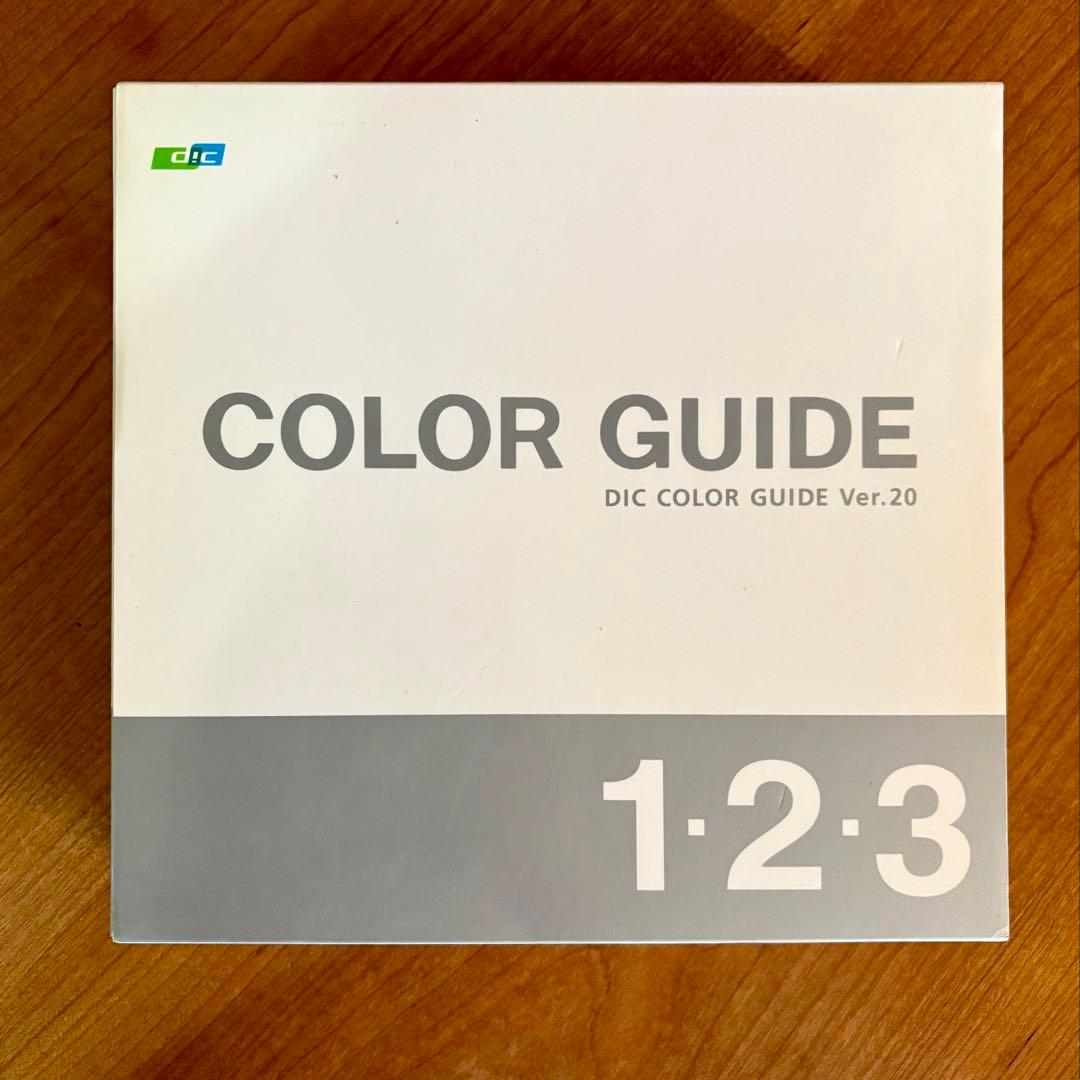 dic
COLOR GUIDE
DIC COLOR GUIDE Ver.20
1·2·3